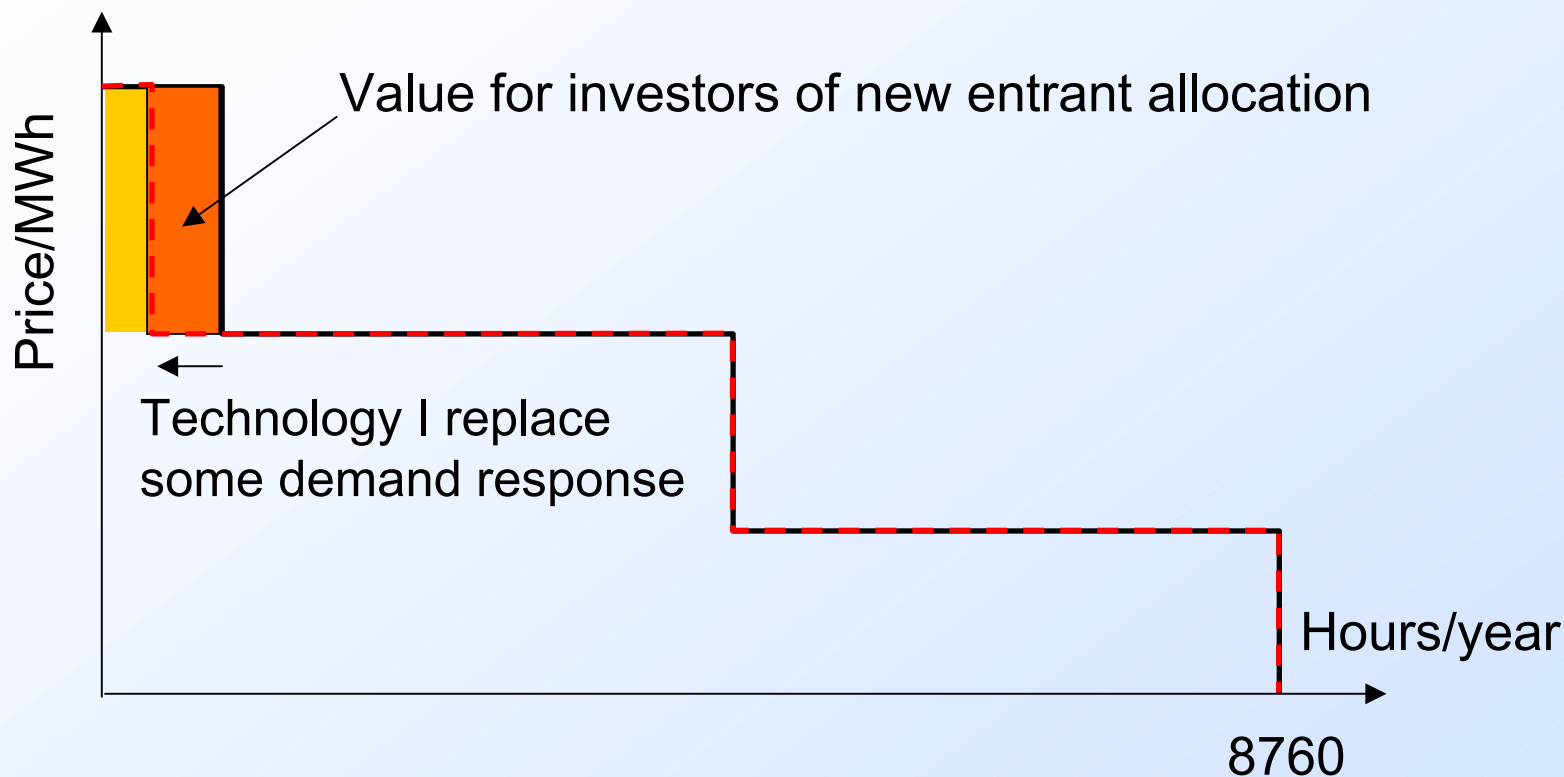 Value for investors of new entrant allocation
Price/MWh
Technology I replace
some demand response
Hours/year
8760